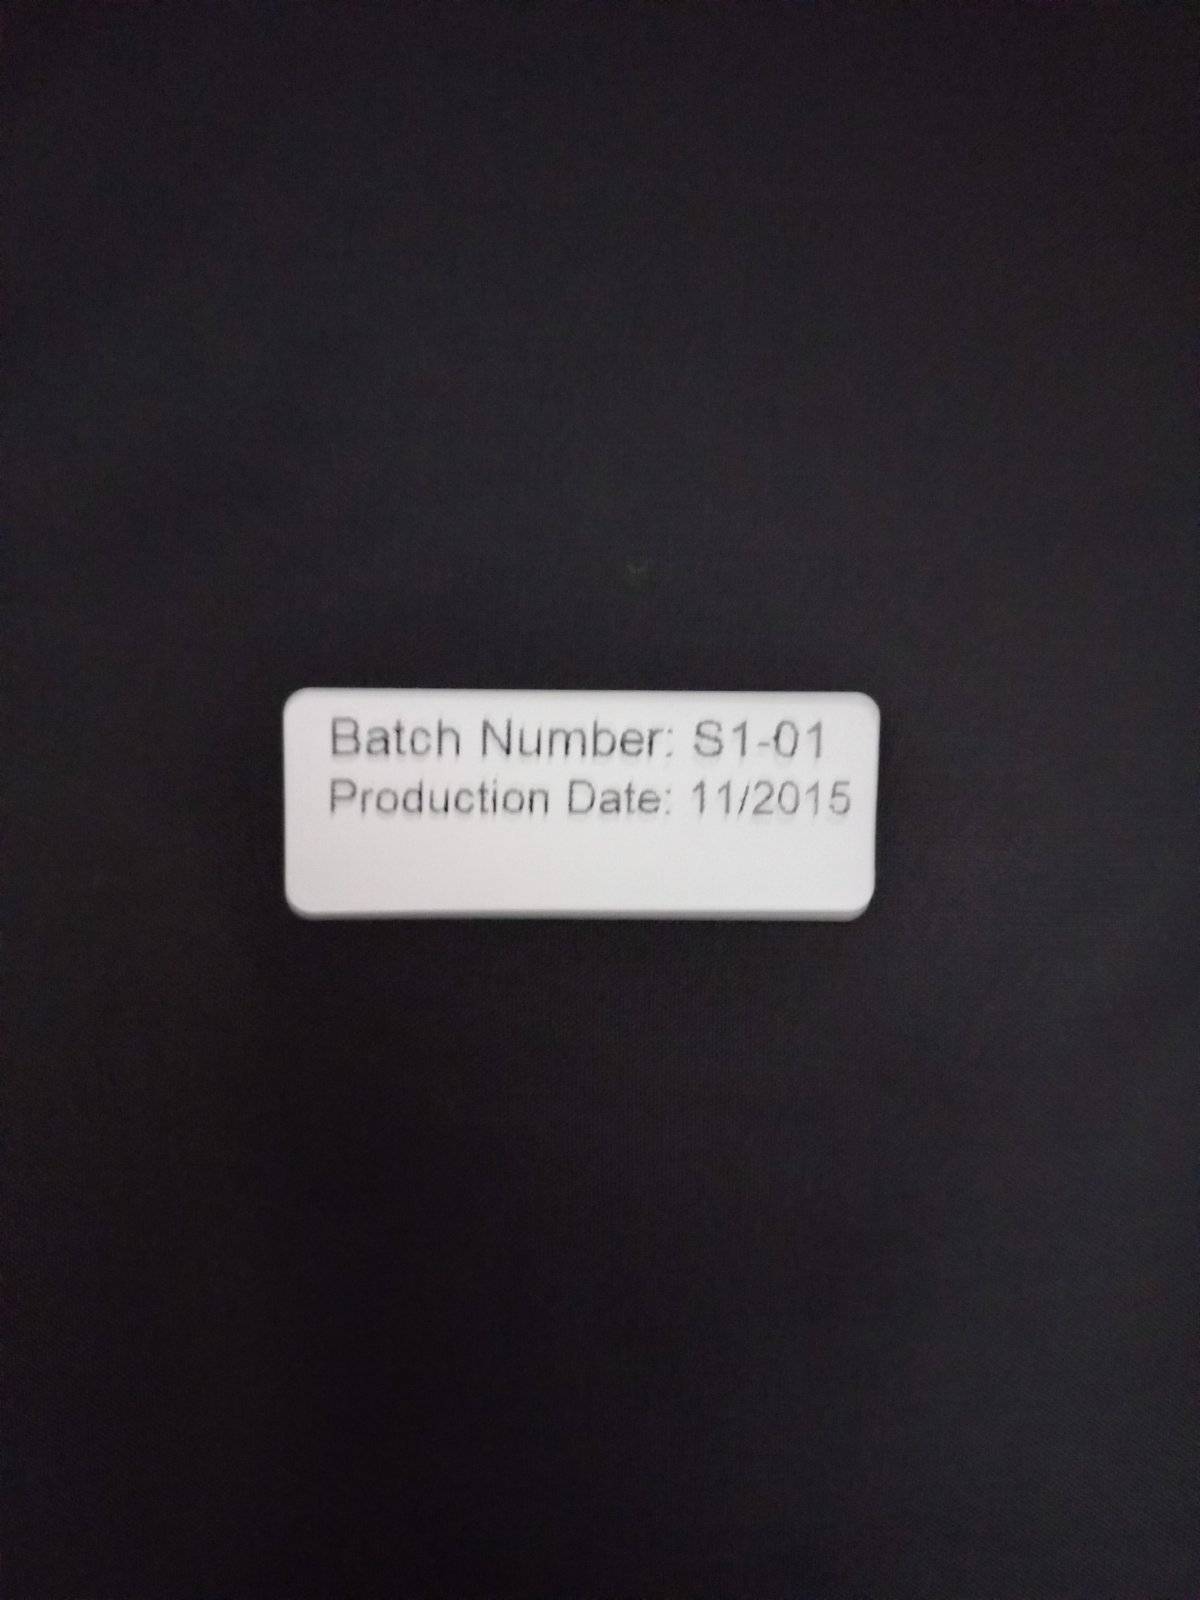 Batch Number: S1-01
Production Date: 11/2015